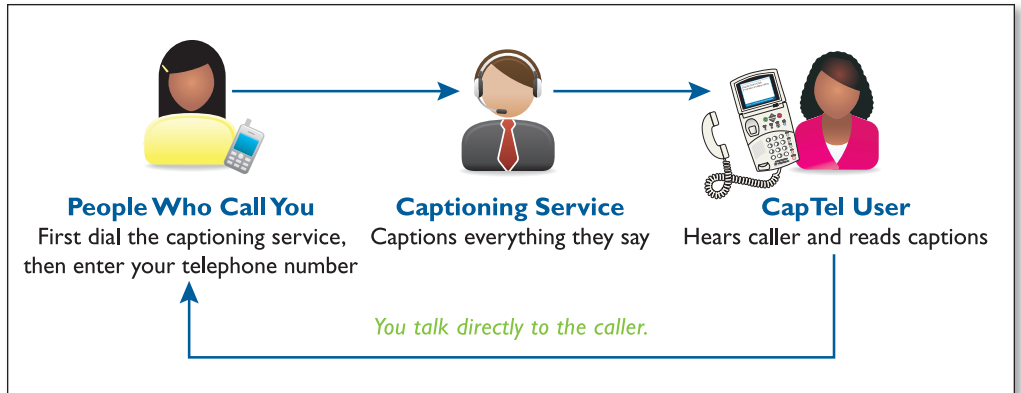 People Who Call You
First dial the captioning service,
then enter your telephone number
Captioning Service
Captions everything they say
CapTel User
Hears caller and reads captions
You talk directly to the caller.